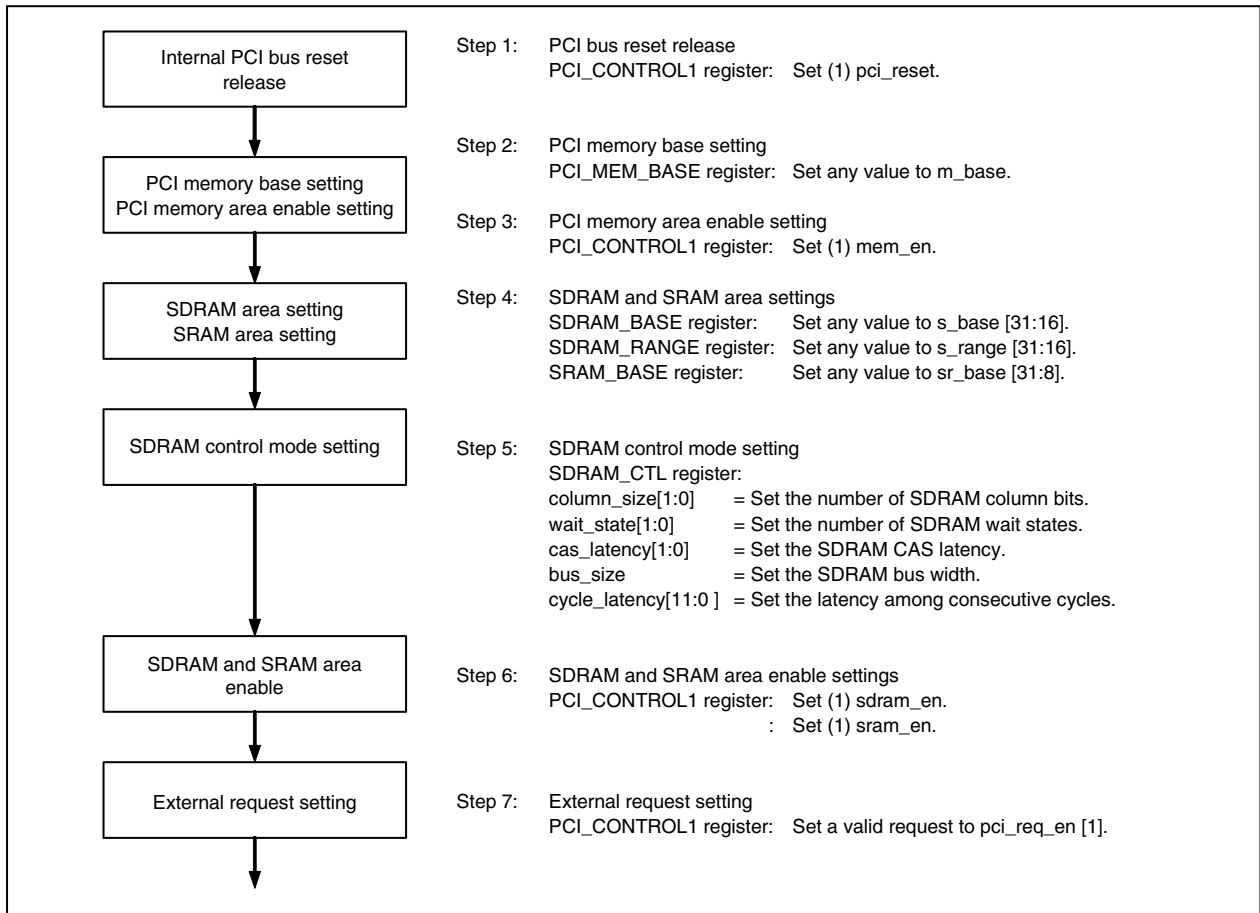 Internal PCI bus reset
release
PCI memory base setting
PCI memory area enable setting
SDRAM area setting
SRAM area setting
SDRAM control mode setting
SDRAM and SRAM area
enable
External request setting
Step 1: PCI bus reset release
PCI_CONTROL1 register: Set (1) pci_reset.
Step 2: PCI memory base setting
PCI_MEM_BASE register: Set any value to m_base.
Step 3: PCI memory area enable setting
PCI_CONTROL1 register: Set (1) mem_en.
Step 4: SDRAM and SRAM area settings
SDRAM_BASE register: Set any value to s_base [31:16].
SDRAM_RANGE register: Set any value to s_range [31:16].
SRAM_BASE register: Set any value to sr_base [31:8].
Step 5: SDRAM control mode setting
SDRAM_CTL register:
column_size[1:0] = Set the number of SDRAM column bits.
wait_state[1:0] = Set the number of SDRAM wait states.
cas_latency[1:0] = Set the SDRAM CAS latency.
bus_size = Set the SDRAM bus width.
cycle_latency[11:0 ] = Set the latency among consecutive cycles.
Step 6: SDRAM and SRAM area enable settings
PCI_CONTROL1 register: Set (1) sdram_en.
: Set (1) sram_en.
Step 7: External request setting
PCI_CONTROL1 register: Set a valid request to pci_req_en [1].